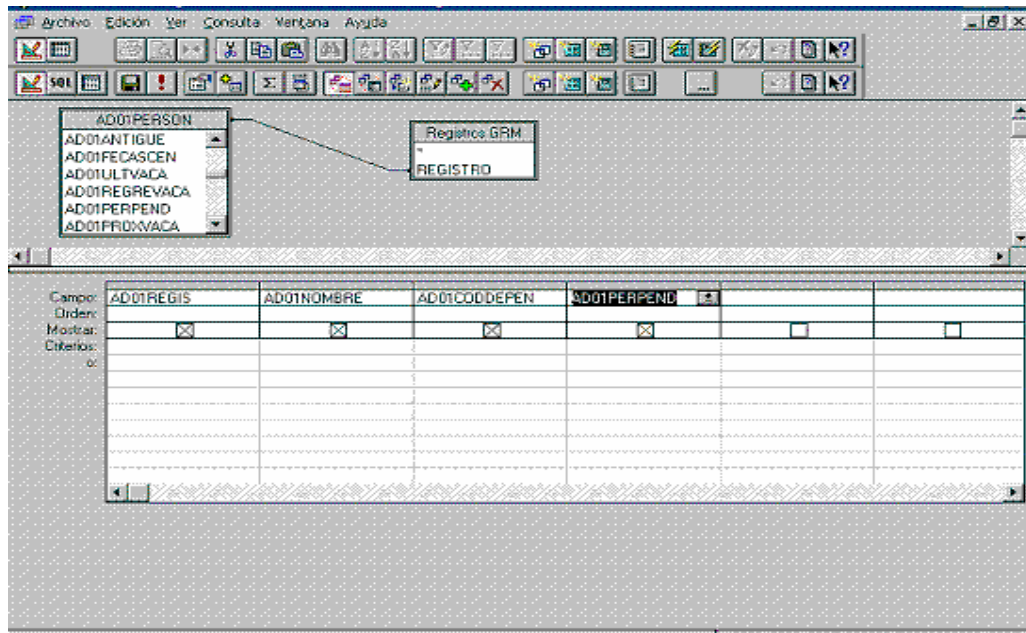 Archivo Edición Ver Consulta Ventana Ayuda
SQL
AD01PERSON
AD01ANTIGUE
AD01FECASCEN
AD01ULTVACA
AD01REGREVACA
AD01PERPEND
AD01PROXVACA
Registros GRM
*
REGISTRO
Campo: AD01REGIS AD01NOMBRE AD01CODDEPEN AD01PERPEND
Orden:
Mostrar:
Criterios:
o: